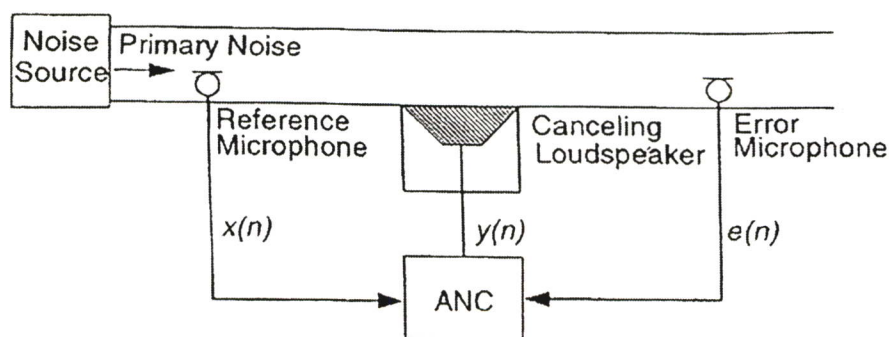 Noise
Source
Primary Noise
Reference
Microphone
Canceling
Loudspeaker
Error
Microphone
x(n)
y(n)
e(n)
ANC